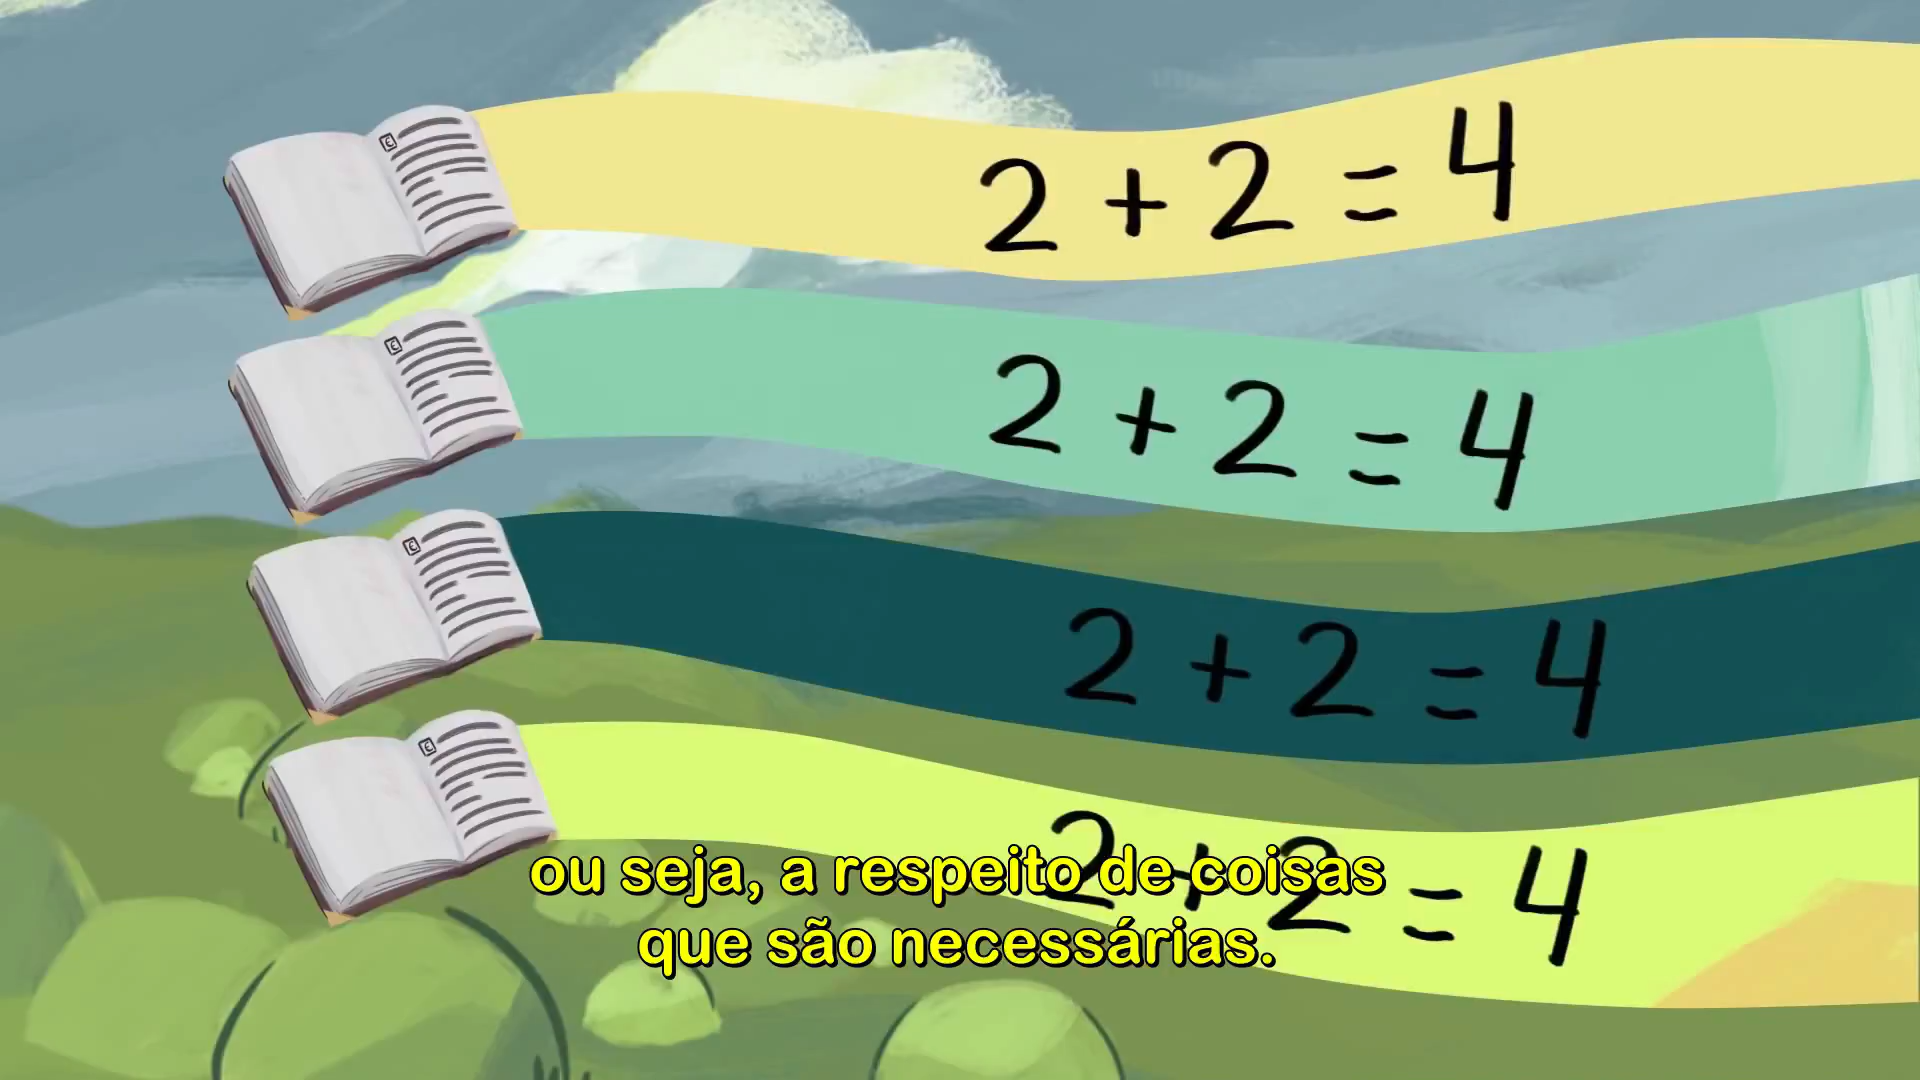 2 + 2 = 4
2 + 2 = 4
2 + 2 = 4
2 + 2 = 4
ou seja, a respeito de coisas
que são necessárias.